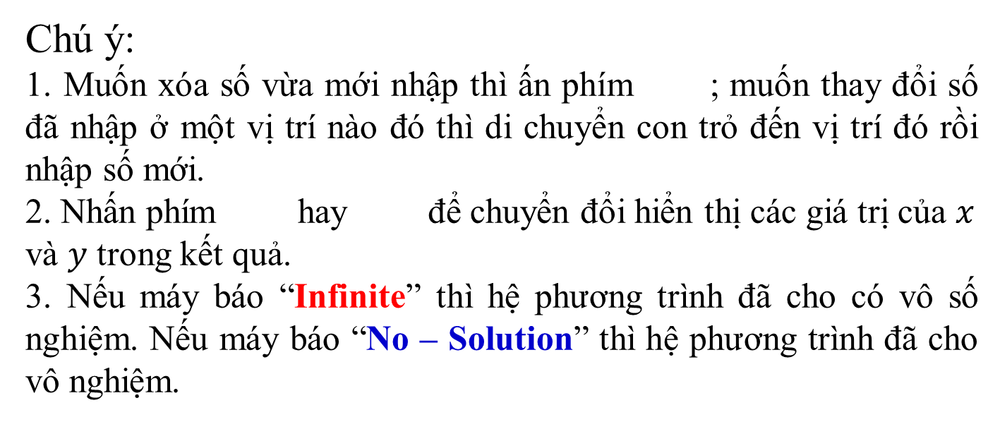 Chú ý:
1. Muốn xóa số vừa mới nhập thì ấn phím ; muốn thay đổi số
đã nhập ở một vị trí nào đó thì di chuyển con trỏ đến vị trí đó rồi
nhập số mới.
2. Nhấn phím hay để chuyển đổi hiển thị các giá trị của x
và y trong kết quả.
3. Nếu máy báo “Infinite” thì hệ phương trình đã cho có vô số
nghiệm. Nếu máy báo “No – Solution” thì hệ phương trình đã cho
vô nghiệm.